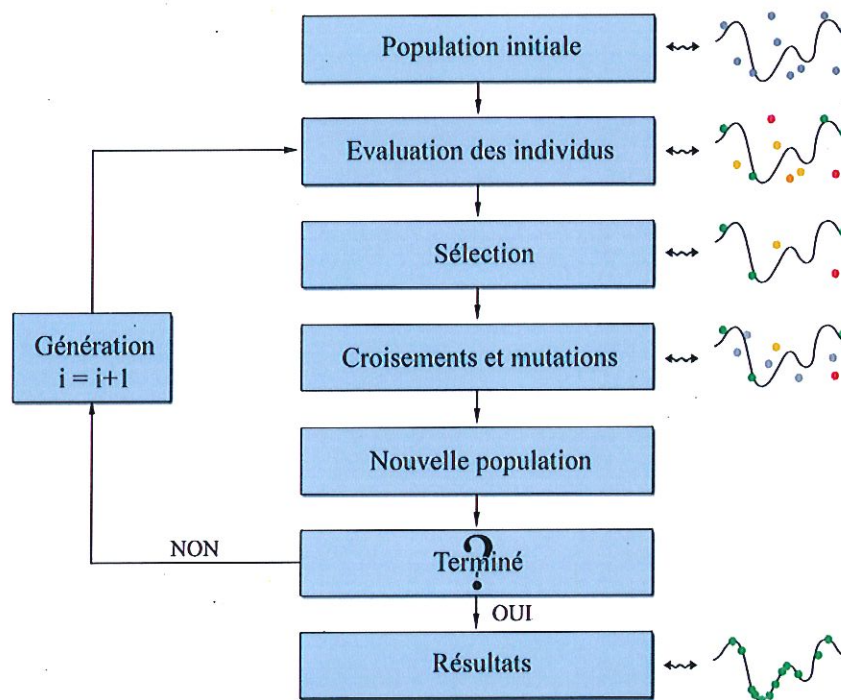 Population initiale
Evaluation des individus
Sélection
Génération
i = i+1
Croisements et mutations
Nouvelle population
NON
Terminé
?
OUI
Résultats